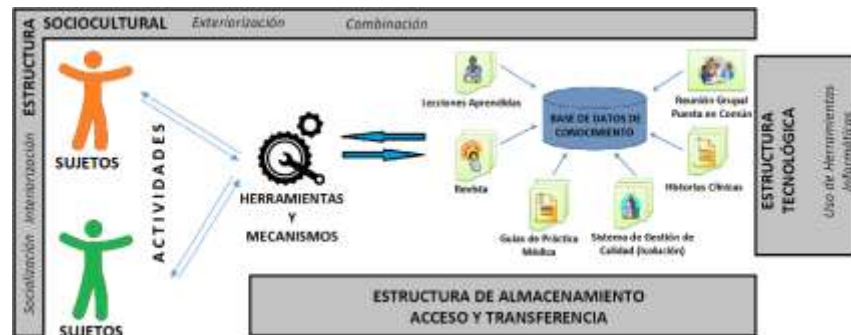 ESTRUCTURA
SOCIOCULTURAL
Exteriorización
Combinación
Socialización
Interiorización
SUJETOS
SUJETOS
ACTIVIDADES
HERRAMIENTAS
Y
MECANISMOS
Lecciones Aprendidas
Revista
BASE DE DATOS DE
CONOCIMIENTO
Reunión Grupal
Puesta en Común
Historias Clínicas
Guías de Práctica
Médica
Sistema de Gestión de
Calidad (Isolución)
ESTRUCTURA
TECNOLÓGICA
Uso de Herramientas
Informáticas
ESTRUCTURA DE ALMACENAMIENTO
ACCESO Y TRANSFERENCIA